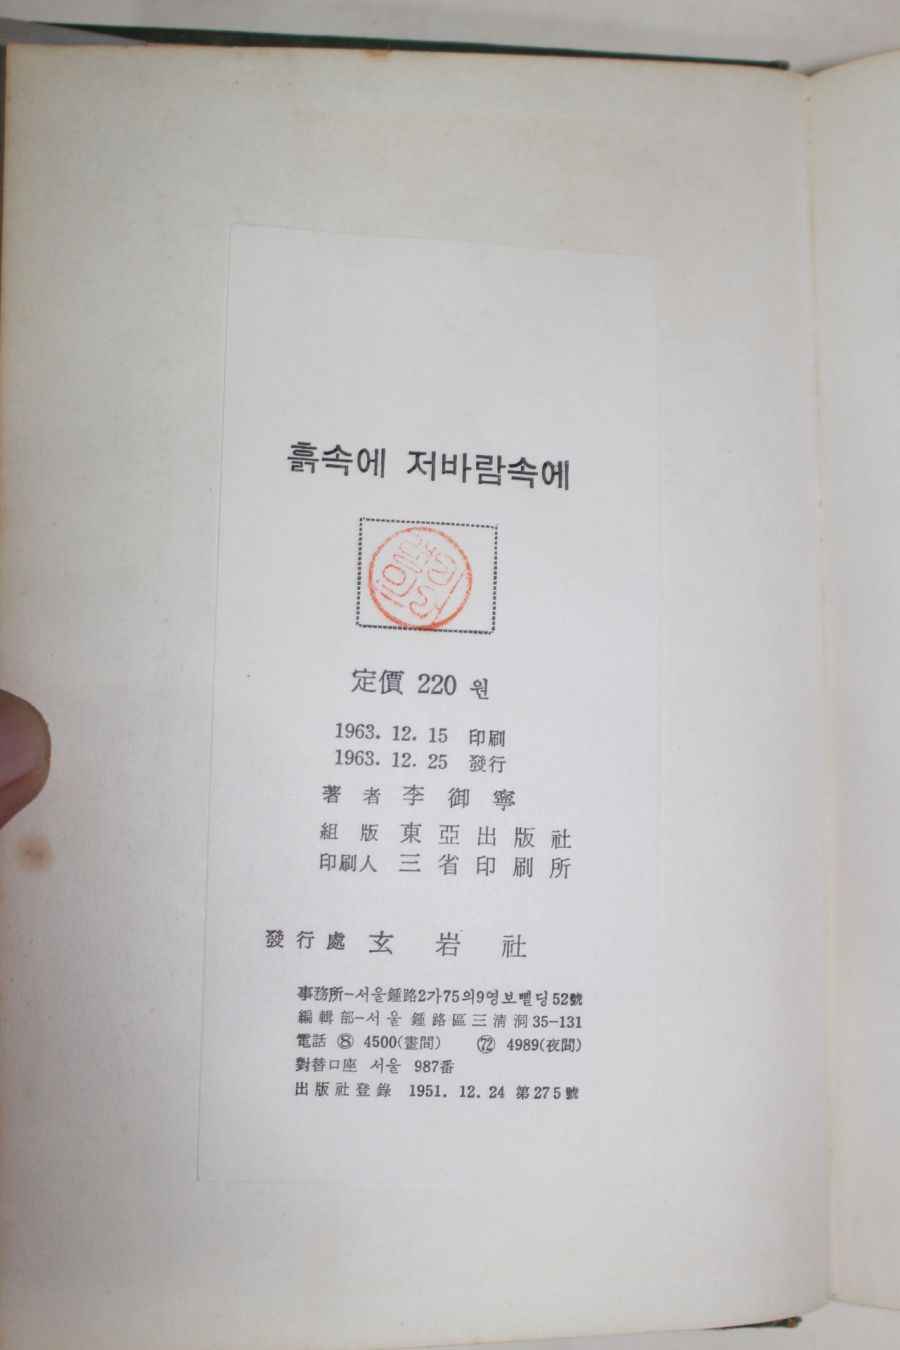 흙속에 저바람속에
定價 220 원
1963. 12. 15 印刷
1963. 12. 25 發行
著 者 李 御 寧
組 版 東 亞 出 版 社
印刷人 三 省 印 刷 所
發 行 處 玄 岩 社
事務所-서울鍾路2가75의9영보삘딍52號
編 輯 部-서 울 鍾 路 區 三 淸 洞 35-131
電話 ⑧ 4500(晝間) ㊆ 4989(夜間)
對替口座 서울 987番
出 版 社 登 錄 1951. 12. 24 第275號